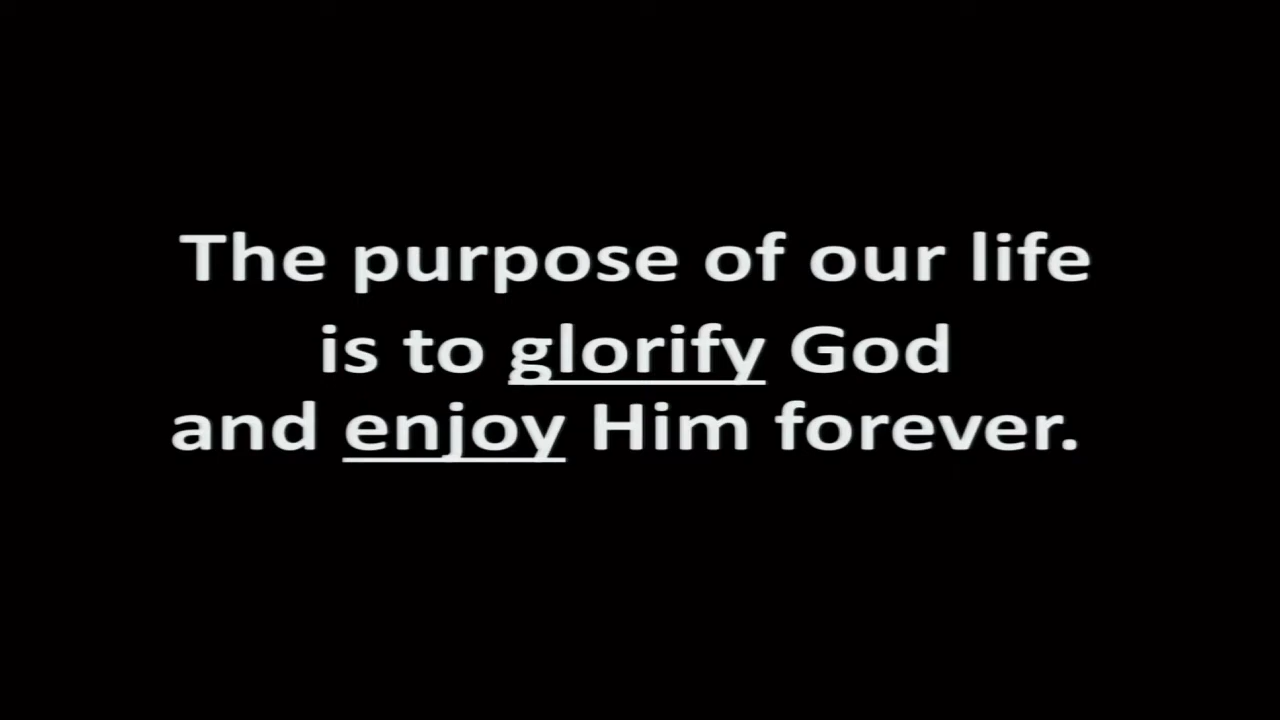 The purpose of our life
is to glorify God
and enjoy Him forever.